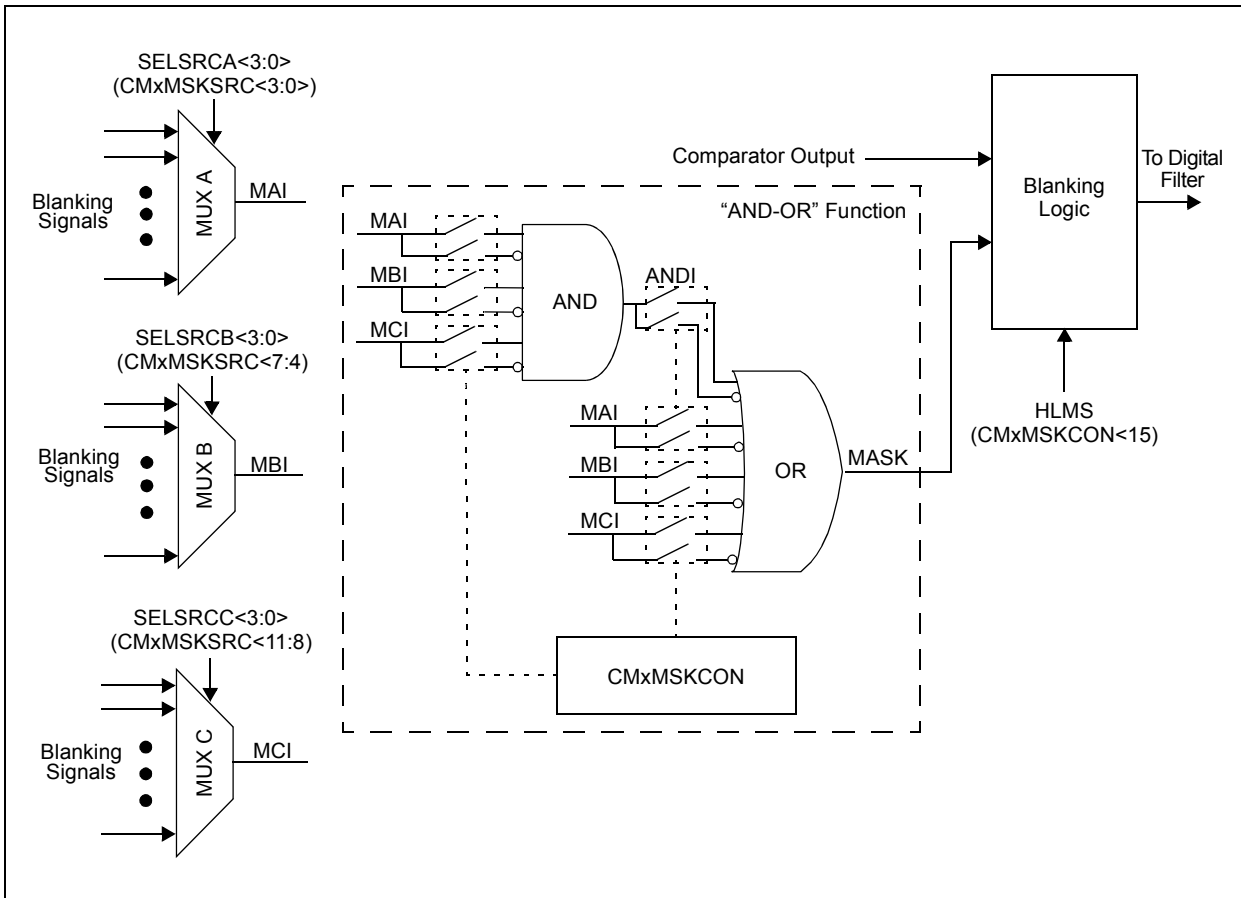 SELSRCA<3:0>
(CMxMSKSRC<3:0>)
Blanking
Signals
MUX A
MAI
SELSRCB<3:0>
(CMxMSKSRC<7:4)
Blanking
Signals
MUX B
MBI
SELSRCC<3:0>
(CMxMSKSRC<11:8)
Blanking
Signals
MUX C
MCI
“AND-OR” Function
MAI
MBI
MCI
AND
ANDI
MAI
MBI
MCI
OR
MASK
CMxMSKCON
Comparator Output
Blanking
Logic
To Digital
Filter
HLMS
(CMxMSKCON<15)